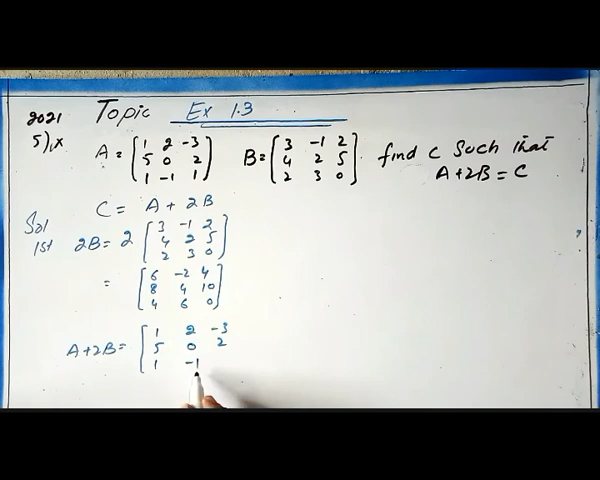 2021 Topic Ex 1.3
5),x A = [1 2 -3 B = [3 -1 2 find C Such that
5 0 2 4 2 5 A+2B = C
1 -1 1] 2 3 0]
C = A + 2B
Sol
1st 2B = 2 [3 -1 2
4 2 5
2 3 0]
= [6 -2 4
8 4 10
4 6 0]
A+2B = [1 2 -3
5 0 2
1 -1